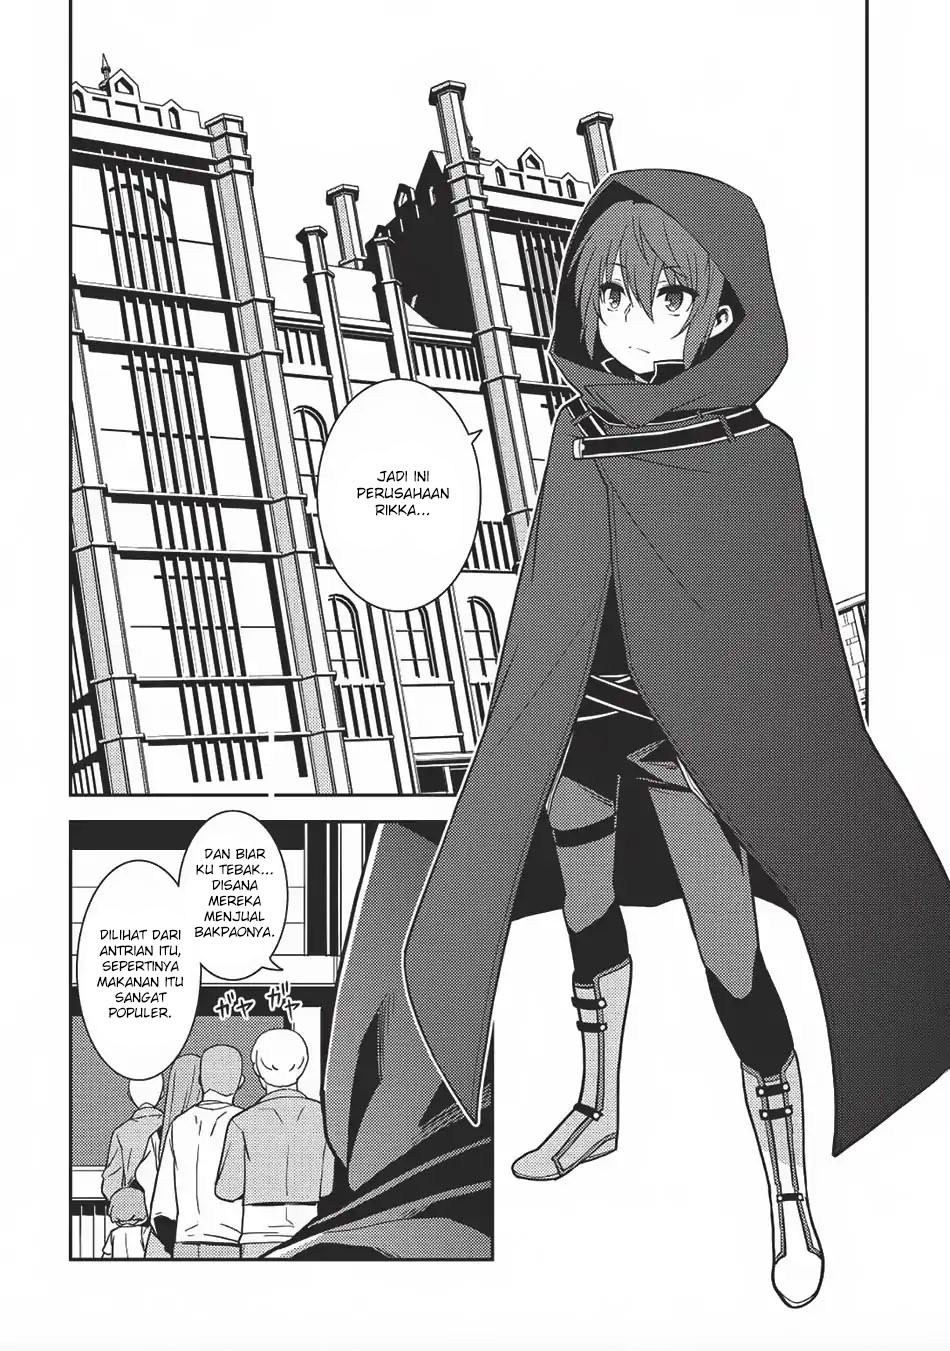 JADI INI
PERUSAHAAN
RIKKA...
DAN BIAR
KU TEBAK...
DISANA
MEREKA
MENJUAL
BAKPAONYA.
DILIHAT DARI
ANTRIAN ITU,
SEPERTINYA
MAKANAN ITU
SANGAT
POPULER.
ガヤ
ガヤ